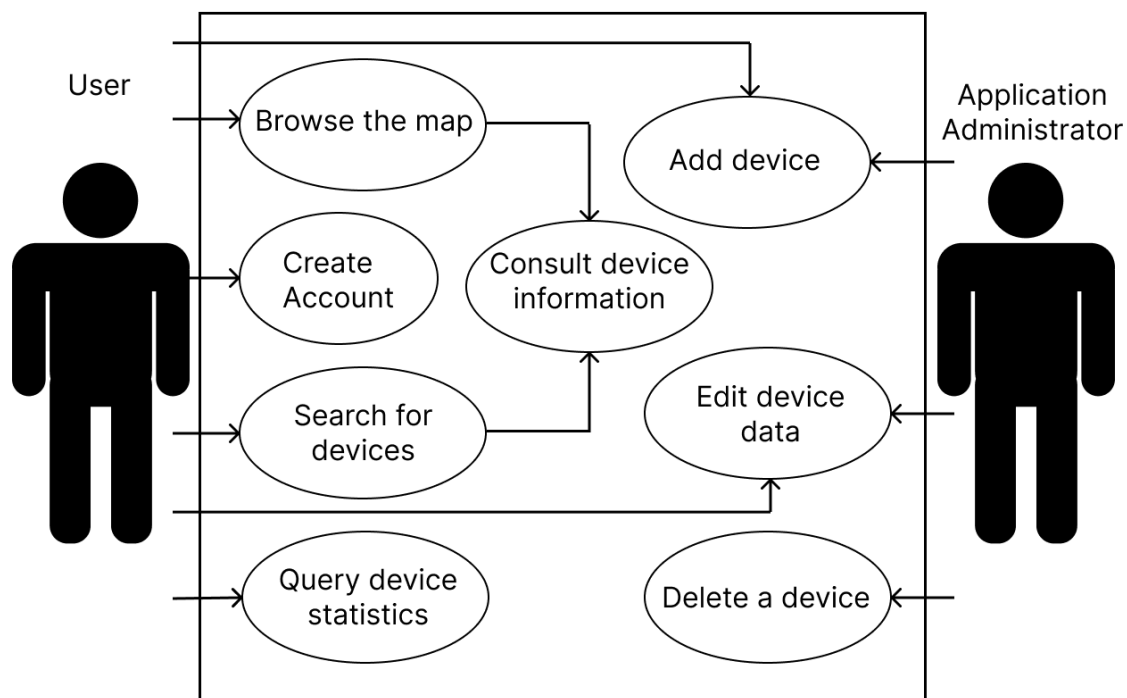 User
Application
Administrator
Browse the map
Add device
Create
Account
Consult device
information
Search for
devices
Edit device
data
Query device
statistics
Delete a device